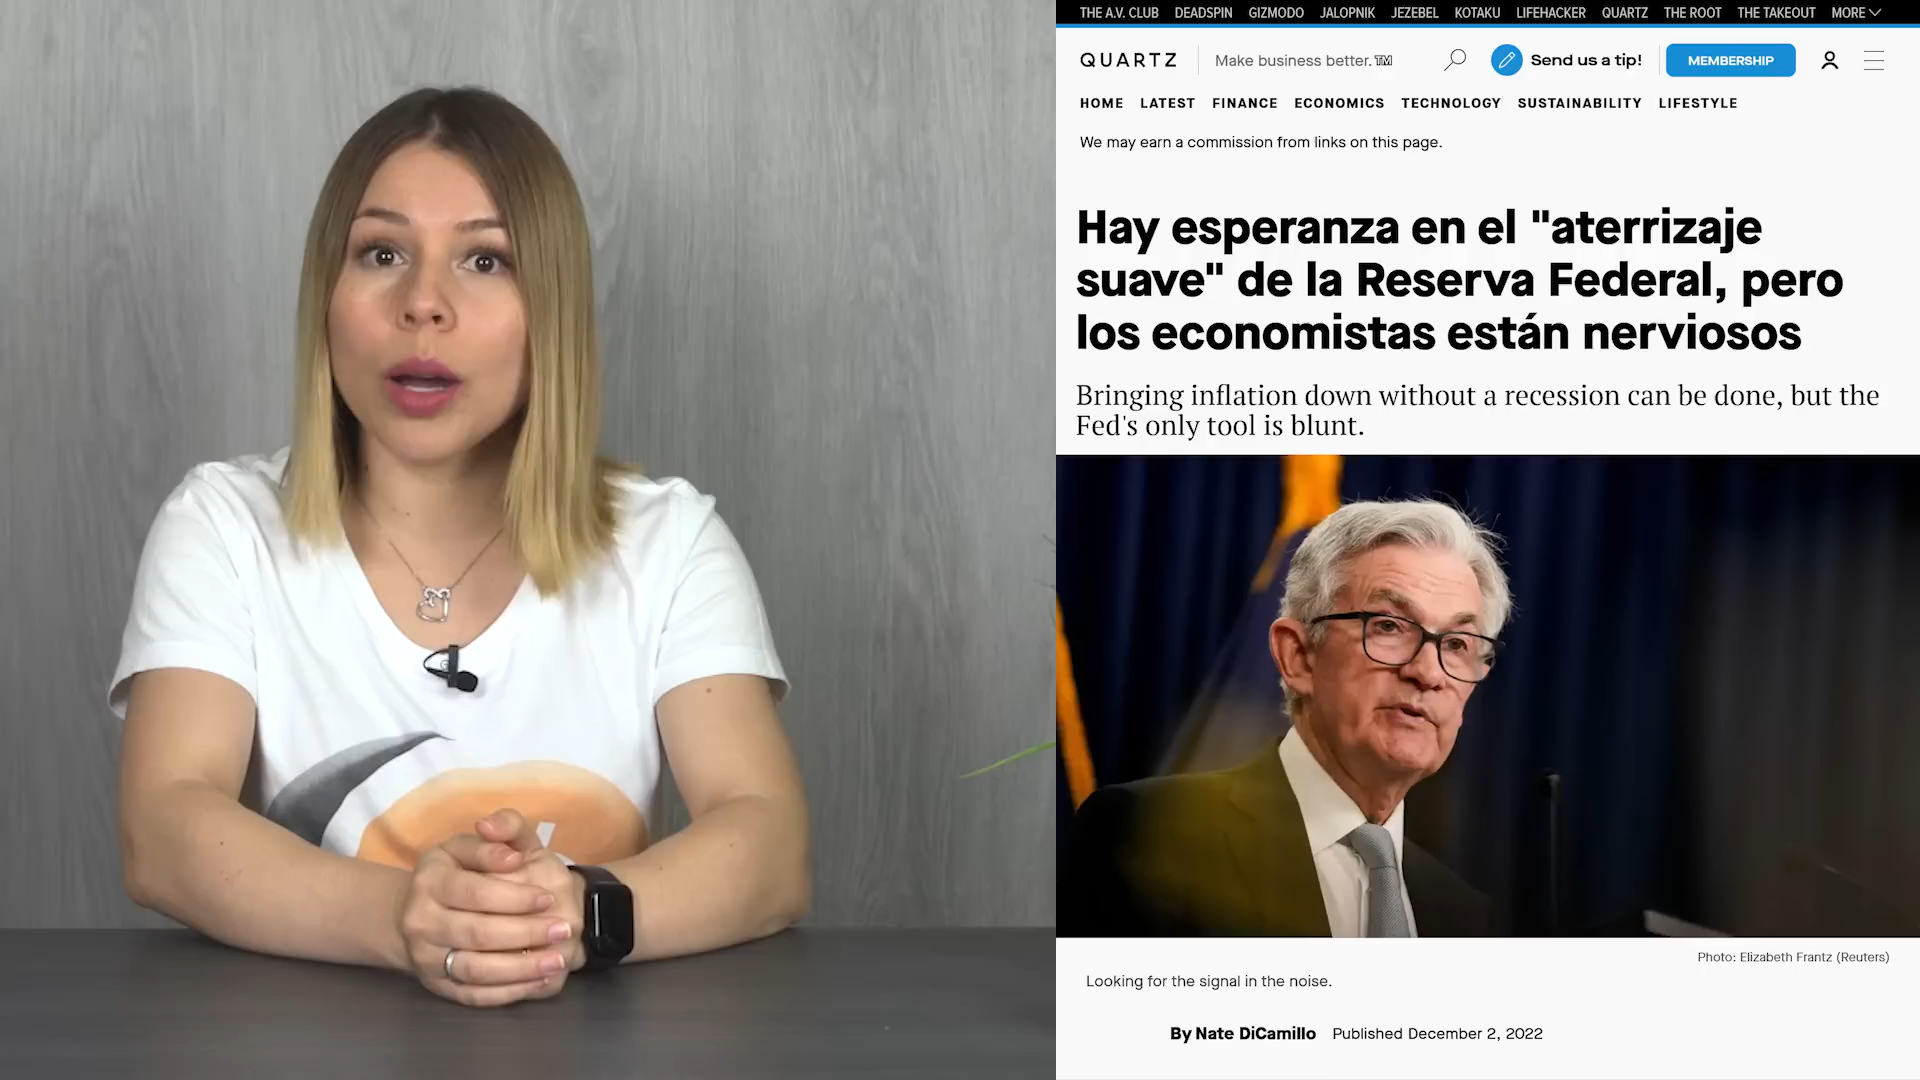 THE A.V. CLUB DEADSPIN GIZMODO JALOPNIK JEZEBEL KOTAKU LIFEHACKER QUARTZ THE ROOT THE TAKEOUT MORE
QUARTZ Make business better.™ Send us a tip! MEMBERSHIP
HOME LATEST FINANCE ECONOMICS TECHNOLOGY SUSTAINABILITY LIFESTYLE
We may earn a commission from links on this page.
Hay esperanza en el "aterrizaje
suave" de la Reserva Federal, pero
los economistas están nerviosos
Bringing inflation down without a recession can be done, but the
Fed's only tool is blunt.
Photo: Elizabeth Frantz (Reuters)
Looking for the signal in the noise.
By Nate DiCamillo Published December 2, 2022